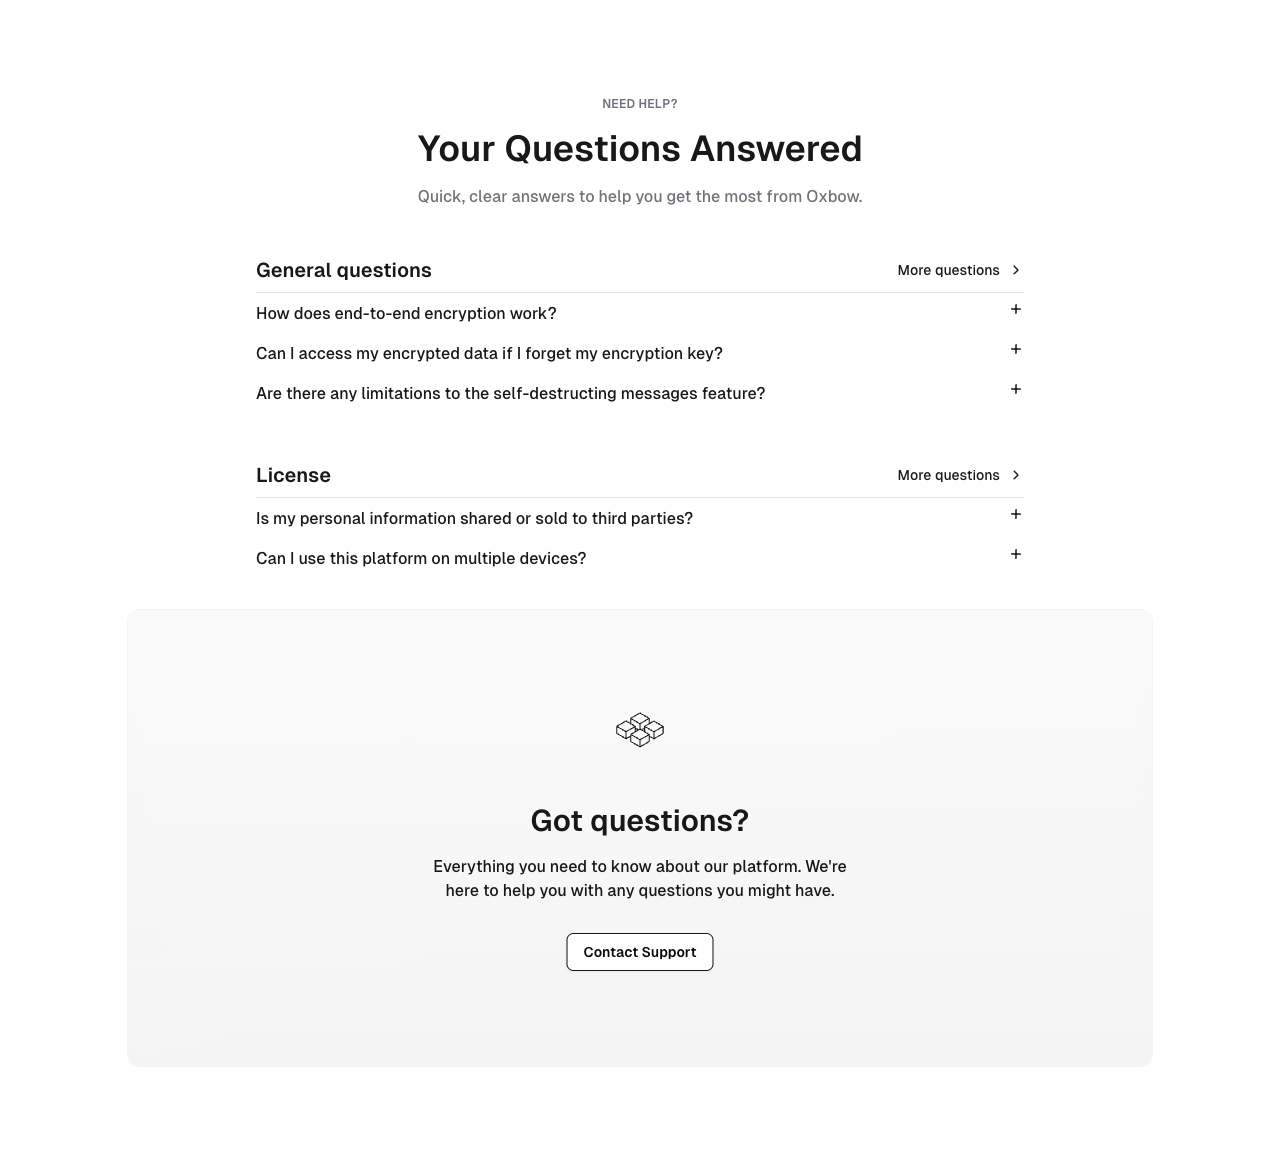 NEED HELP?
Your Questions Answered
Quick, clear answers to help you get the most from Oxbow.
General questions
More questions
How does end-to-end encryption work?
Can I access my encrypted data if I forget my encryption key?
Are there any limitations to the self-destructing messages feature?
License
More questions
Is my personal information shared or sold to third parties?
Can I use this platform on multiple devices?
Got questions?
Everything you need to know about our platform. We're
here to help you with any questions you might have.
Contact Support